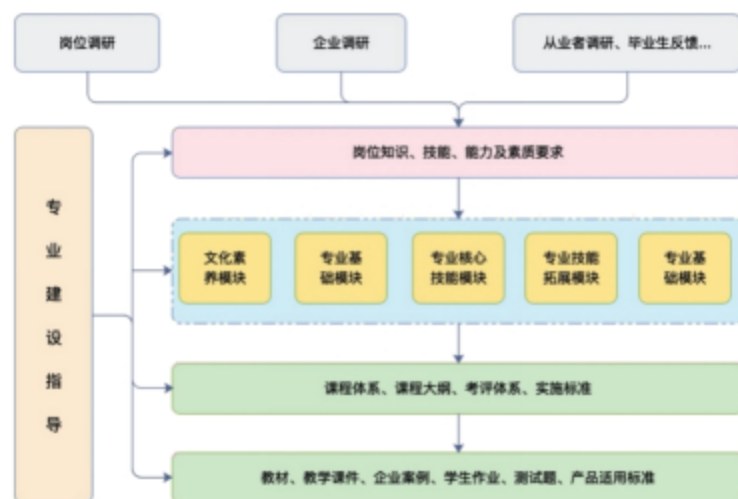 岗位调研
企业调研
从业者调研、毕业生反馈...
岗位知识、技能、能力及素质要求
专
业
建
设
指
导
文化素
养模块
专业基
础模块
专业核心
技能模块
专业技能
拓展模块
专业基
础模块
课程体系、课程大纲、考评体系、实施标准
教材、教学课件、企业案例、学生作业、测试题、产品适用标准